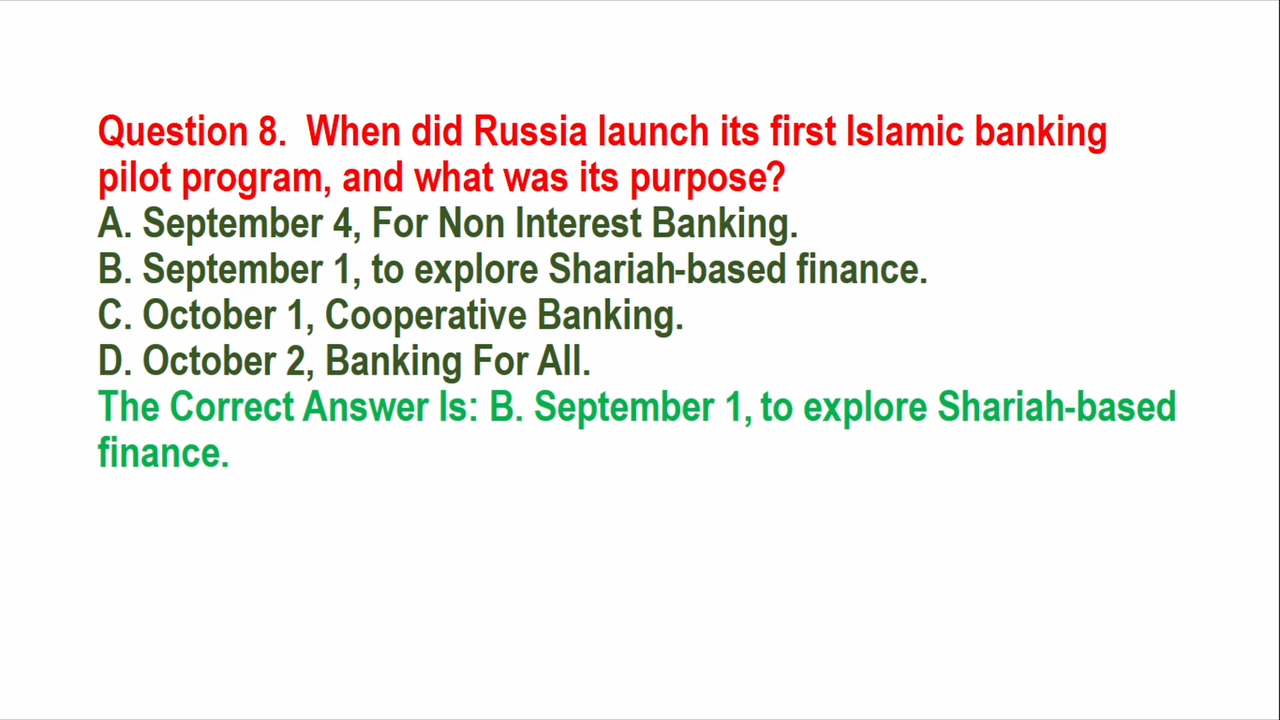 Question 8.  When did Russia launch its first Islamic banking
pilot program, and what was its purpose?
A. September 4, For Non Interest Banking.
B. September 1, to explore Shariah-based finance.
C. October 1, Cooperative Banking.
D. October 2, Banking For All.
The Correct Answer Is: B. September 1, to explore Shariah-based
finance.